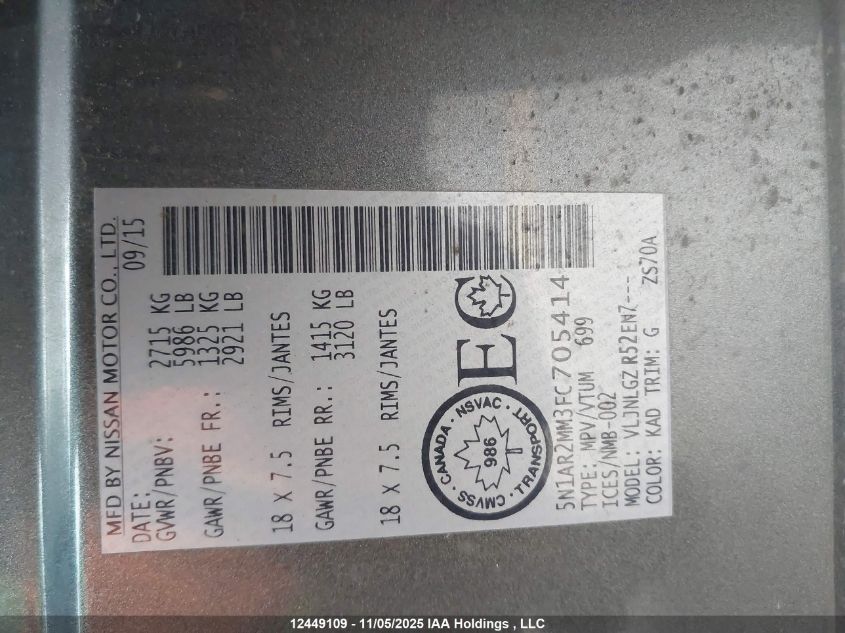 MFD BY NISSAN MOTOR CO., LTD.
DATE: 09/15
GVWR/PNBV: 2715 KG
5986 LB
GAWR/PNBE FR.: 1325 KG
2921 LB
18 X 7.5 RIMS/JANTES
GAWR/PNBE RR.: 1415 KG
3120 LB
18 X 7.5 RIMS/JANTES
CANADA · NSVAC · TRANSPORT · CMVSS
986
EC
5N1AR2MM3FC705414
TYPE: MPV/VTUM 699
ICES/NMB-002
MODEL: VLJNLGZ R52EN7---
COLOR: KAD TRIM: G ZS70A
12449109 - 11/05/2025 IAA Holdings , LLC